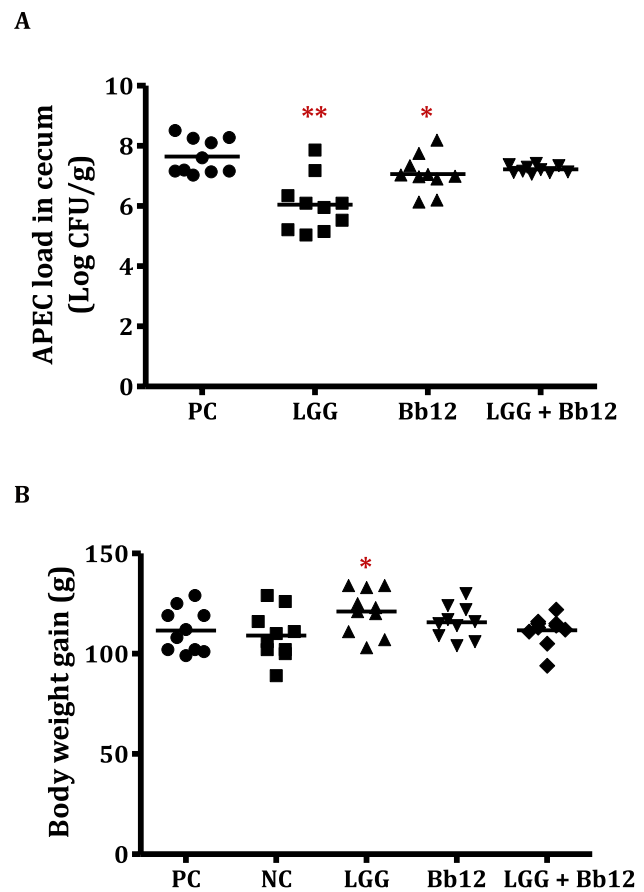 A
APEC load in cecum
(Log CFU/g)
10
8
6
4
2
0
** *
PC LGG Bb12 LGG + Bb12
B
Body weight gain (g)
150
100
50
0
*
PC NC LGG Bb12 LGG + Bb12